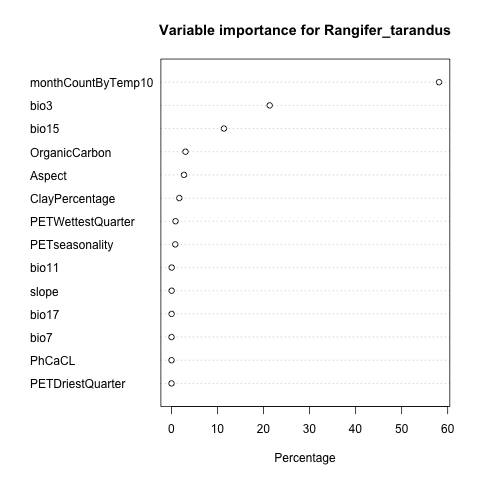 Variable importance for Rangifer_tarandus
monthCountByTemp10
bio3
bio15
OrganicCarbon
Aspect
ClayPercentage
PETWettestQuarter
PETseasonality
bio11
slope
bio17
bio7
PhCaCL
PETDriestQuarter
0 10 20 30 40 50 60
Percentage